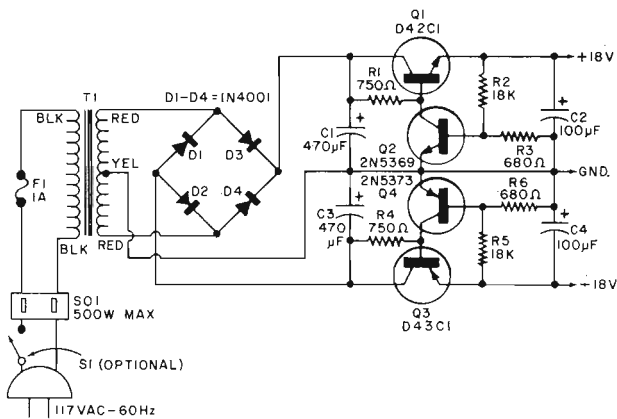 Q1
D42C1
+18V
T1
D1-D4=1N4001
R1
750Ω
R2
18K
BLK
RED
C2
100µF
D1
D3
C1
470µF
Q2
2N5369
R3
680Ω
F1
1A
YEL
GND.
D2
D4
2N5373
Q4
R6
680Ω
C3
470
µF
R4
750Ω
R5
18K
C4
100µF
BLK
RED
-18V
SO1
500W MAX
Q3
D43C1
S1 (OPTIONAL)
117VAC-60Hz